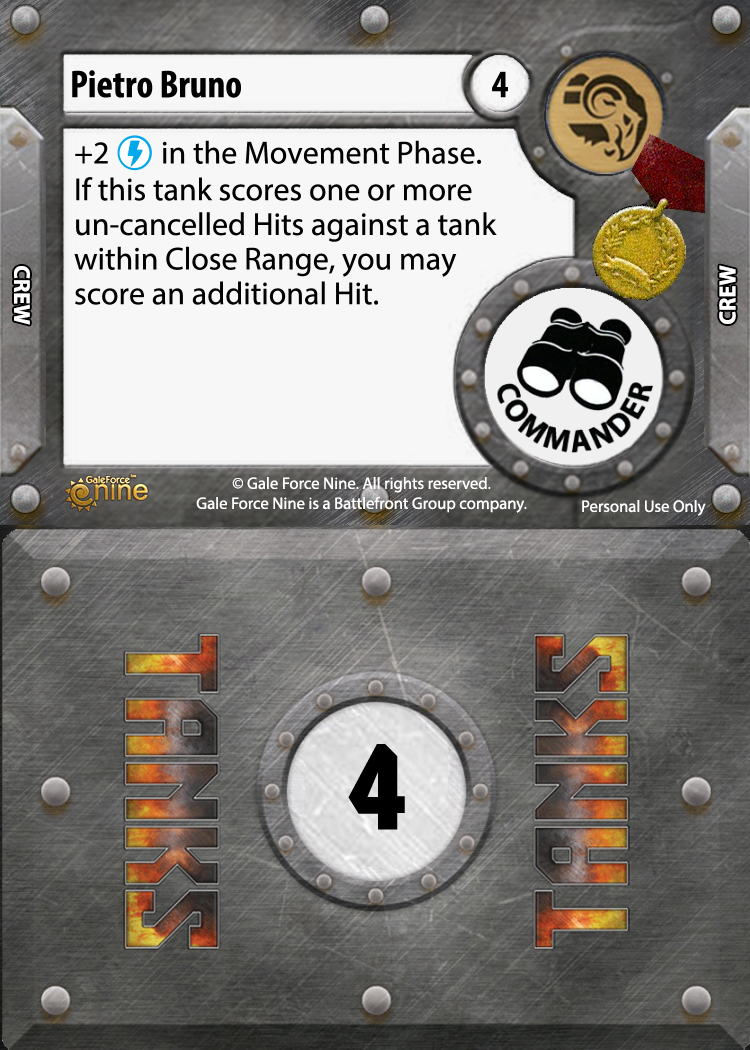 Pietro Bruno
4
+2 in the Movement Phase.
If this tank scores one or more
un-cancelled Hits against a tank
within Close Range, you may
score an additional Hit.
CREW
CREW
COMMANDER
GaleForce™
nine
© Gale Force Nine. All rights reserved.
Gale Force Nine is a Battlefront Group company.
Personal Use Only
TANKS
4
TANKS